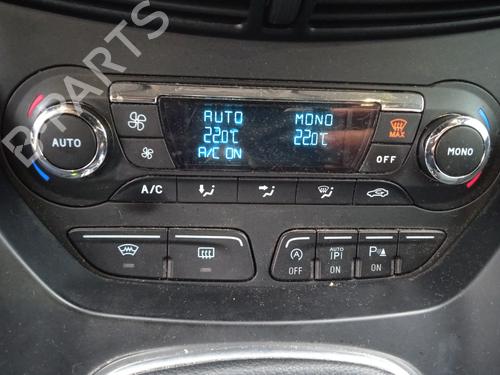 B-PARTS
AUTO MONO
22.0°C 22.0°C
A/C ON
AUTO
MONO
MAX
OFF
A/C
A
OFF
AUTO
P
ON
P
ON